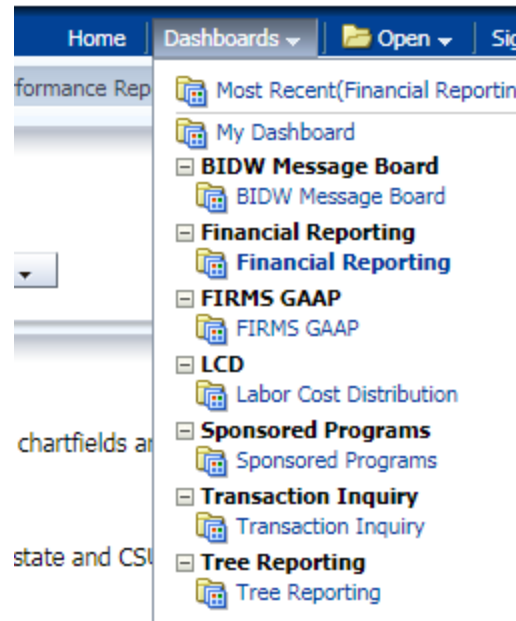 Home Dashboards Open
formance Rep
Most Recent(Financial Reportin
My Dashboard
BIDW Message Board
BIDW Message Board
Financial Reporting
Financial Reporting
FIRMS GAAP
FIRMS GAAP
LCD
Labor Cost Distribution
chartfields
Sponsored Programs
Sponsored Programs
Transaction Inquiry
Transaction Inquiry
state and CSU
Tree Reporting
Tree Reporting